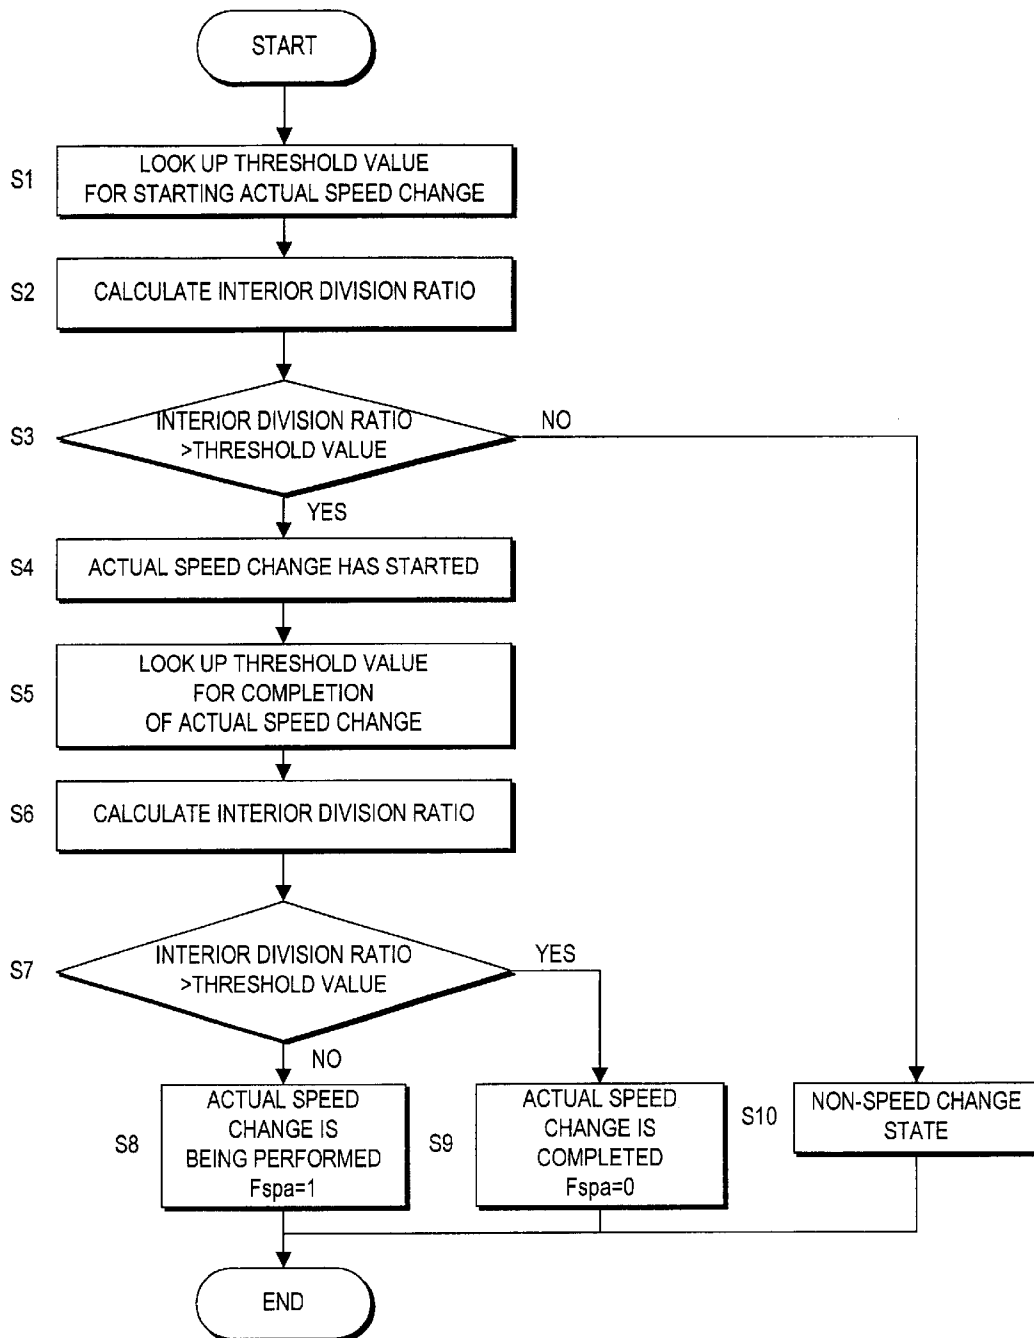 START
S1
LOOK UP THRESHOLD VALUE
FOR STARTING ACTUAL SPEED CHANGE
S2
CALCULATE INTERIOR DIVISION RATIO
S3
INTERIOR DIVISION RATIO
>THRESHOLD VALUE
NO
YES
S4
ACTUAL SPEED CHANGE HAS STARTED
S5
LOOK UP THRESHOLD VALUE
FOR COMPLETION
OF ACTUAL SPEED CHANGE
S6
CALCULATE INTERIOR DIVISION RATIO
S7
INTERIOR DIVISION RATIO
>THRESHOLD VALUE
YES
NO
S8
ACTUAL SPEED
CHANGE IS
BEING PERFORMED
Fspa=1
S9
ACTUAL SPEED
CHANGE IS
COMPLETED
Fspa=0
S10
NON-SPEED CHANGE
STATE
END